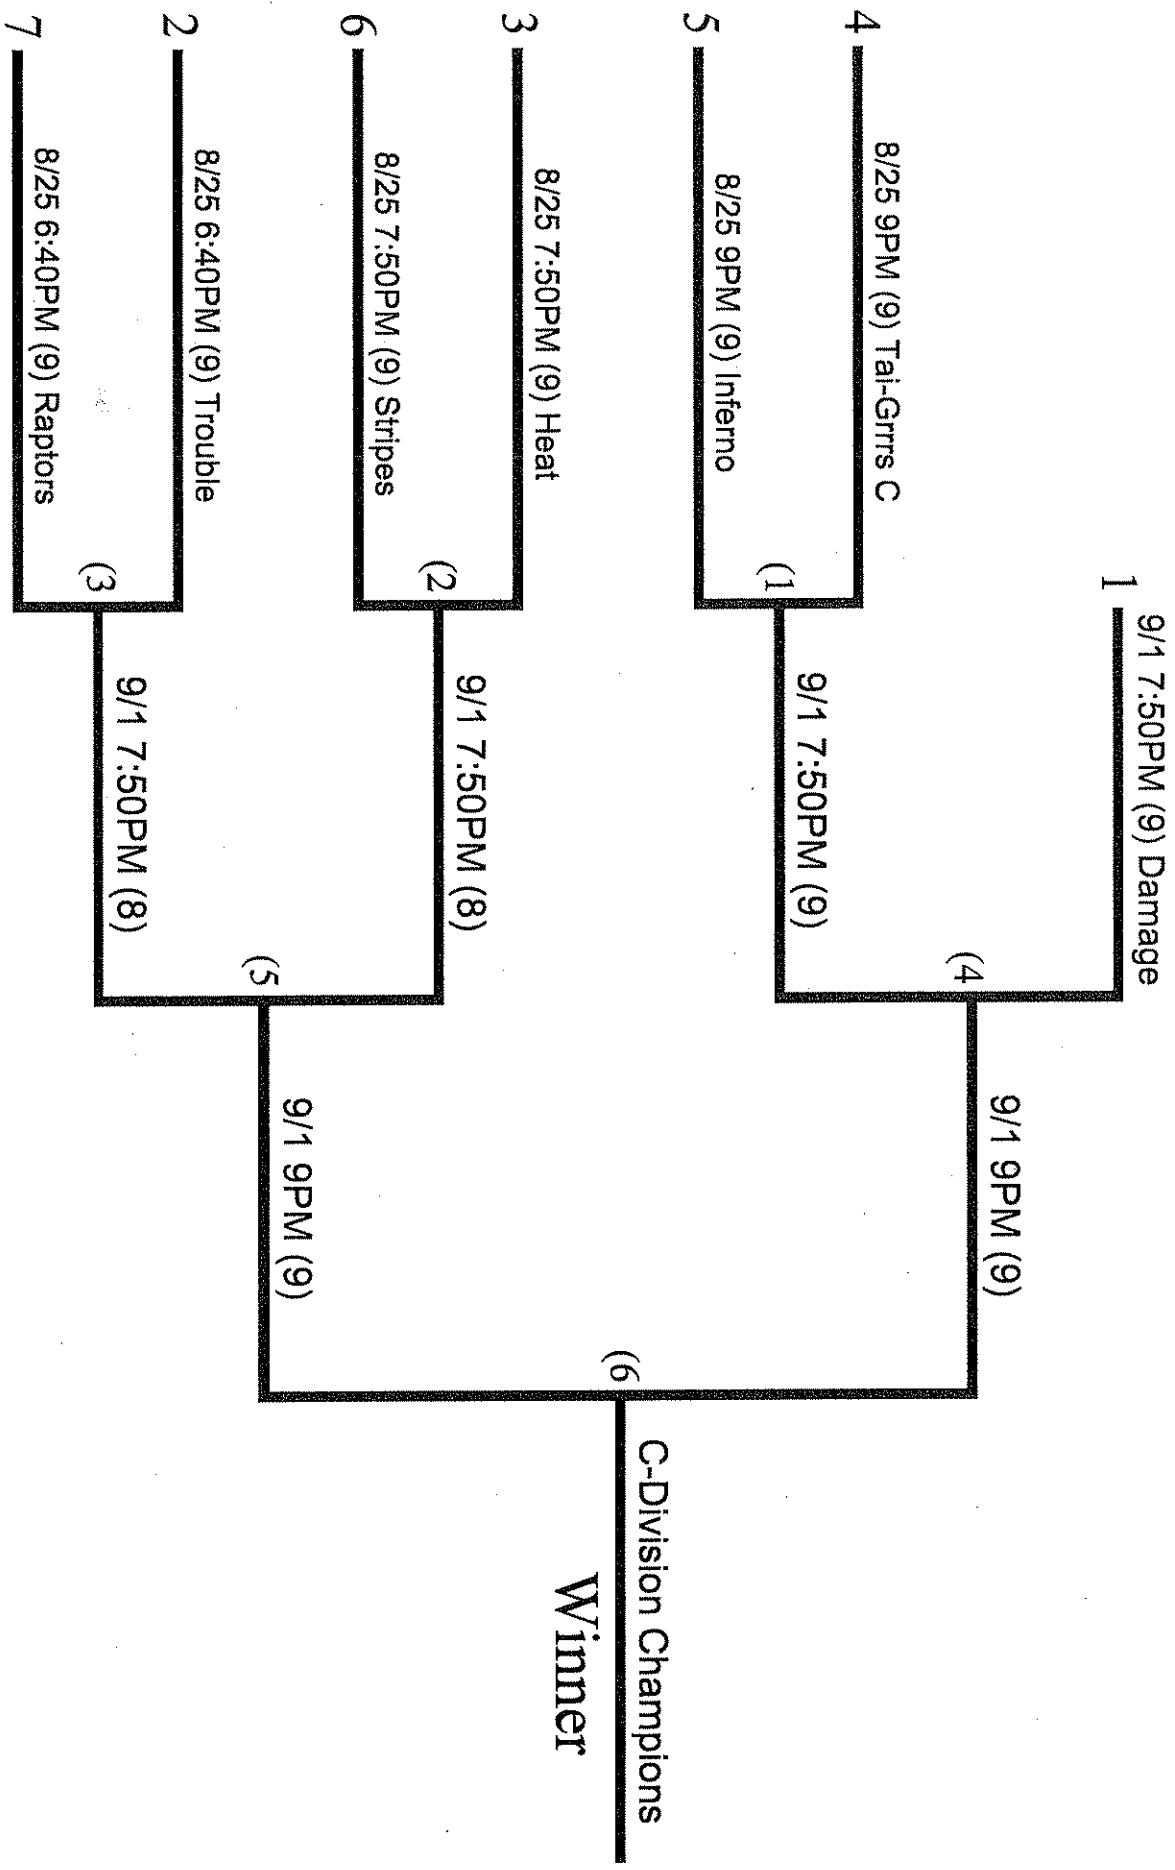 1
9/1 7:50PM (9) Damage
(4
9/1 9PM (9)
4
8/25 9PM (9) Tai-Grrrs C
(1
9/1 7:50PM (9)
5
8/25 9PM (9) Inferno
(6
C-Division Champions
Winner
3
8/25 7:50PM (9) Heat
(2
9/1 7:50PM (8)
6
8/25 7:50PM (9) Stripes
(5
9/1 9PM (9)
2
8/25 6:40PM (9) Trouble
(3
9/1 7:50PM (8)
7
8/25 6:40PM (9) Raptors